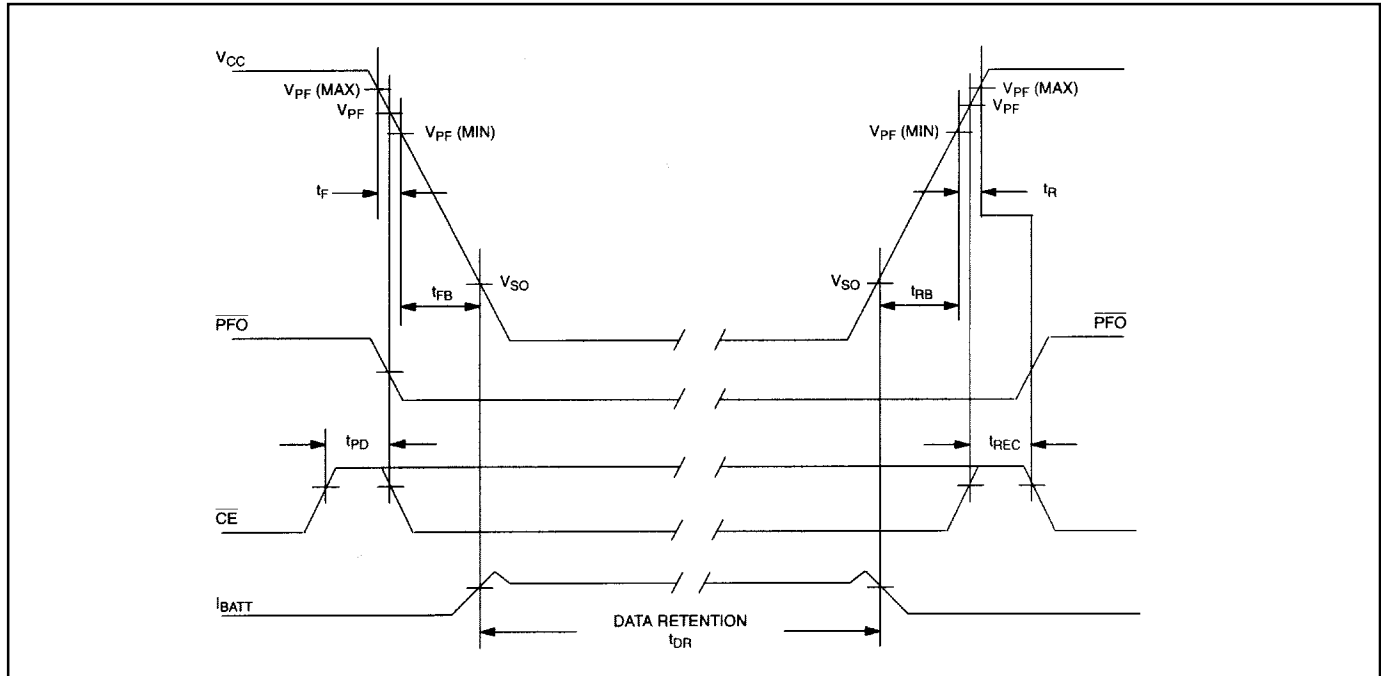 VCC
VPF (MAX)
VPF (MAX)
VPF
VPF
VPF (MIN)
VPF (MIN)
tF
tR
VSO
VSO
tFB
tRB
PFO
PFO
tPD
tREC
CE
IBATT
DATA RETENTION
tDR